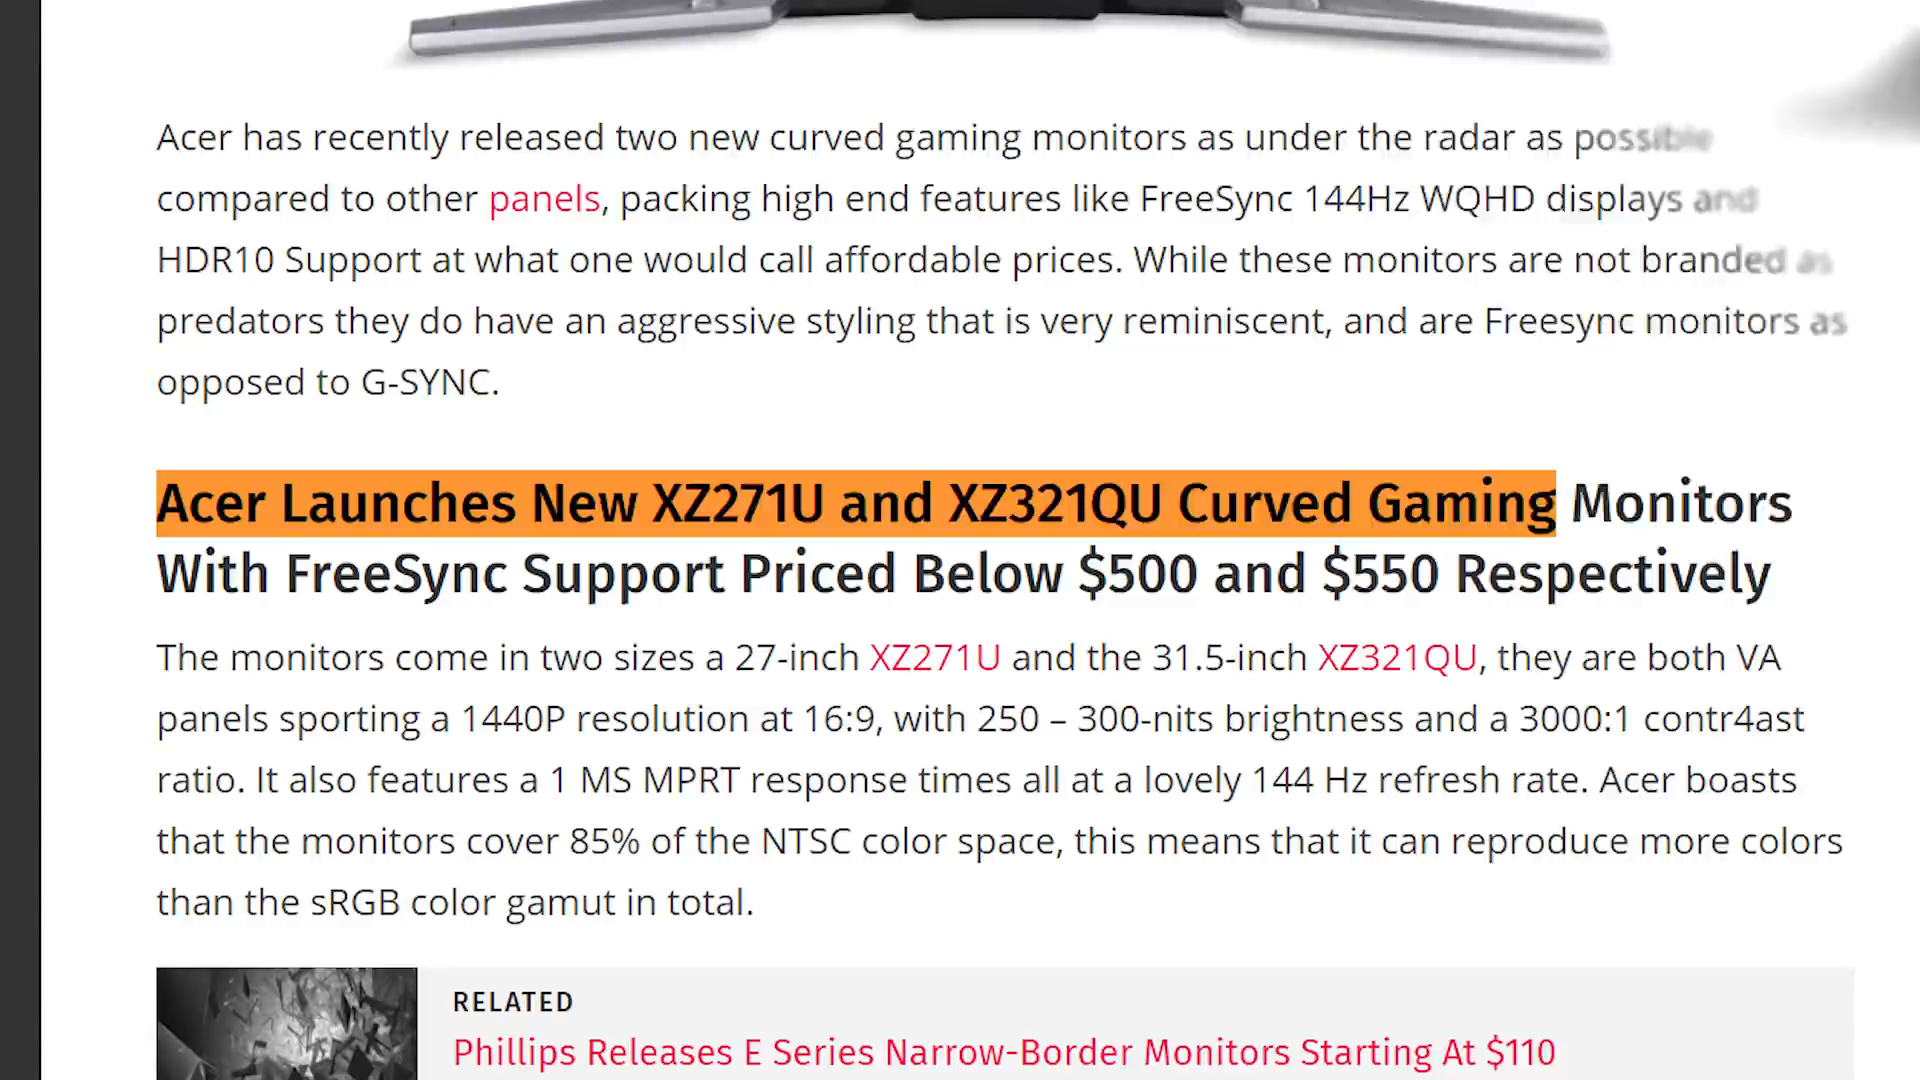 Acer has recently released two new curved gaming monitors as under the radar as possible
compared to other panels, packing high end features like FreeSync 144Hz WQHD displays and
HDR10 Support at what one would call affordable prices. While these monitors are not branded as
predators they do have an aggressive styling that is very reminiscent, and are Freesync monitors as
opposed to G-SYNC.
Acer Launches New XZ271U and XZ321QU Curved Gaming Monitors
With FreeSync Support Priced Below $500 and $550 Respectively
The monitors come in two sizes a 27-inch XZ271U and the 31.5-inch XZ321QU, they are both VA
panels sporting a 1440P resolution at 16:9, with 250 – 300-nits brightness and a 3000:1 contr4ast
ratio. It also features a 1 MS MPRT response times all at a lovely 144 Hz refresh rate. Acer boasts
that the monitors cover 85% of the NTSC color space, this means that it can reproduce more colors
than the sRGB color gamut in total.
RELATED
Phillips Releases E Series Narrow-Border Monitors Starting At $110